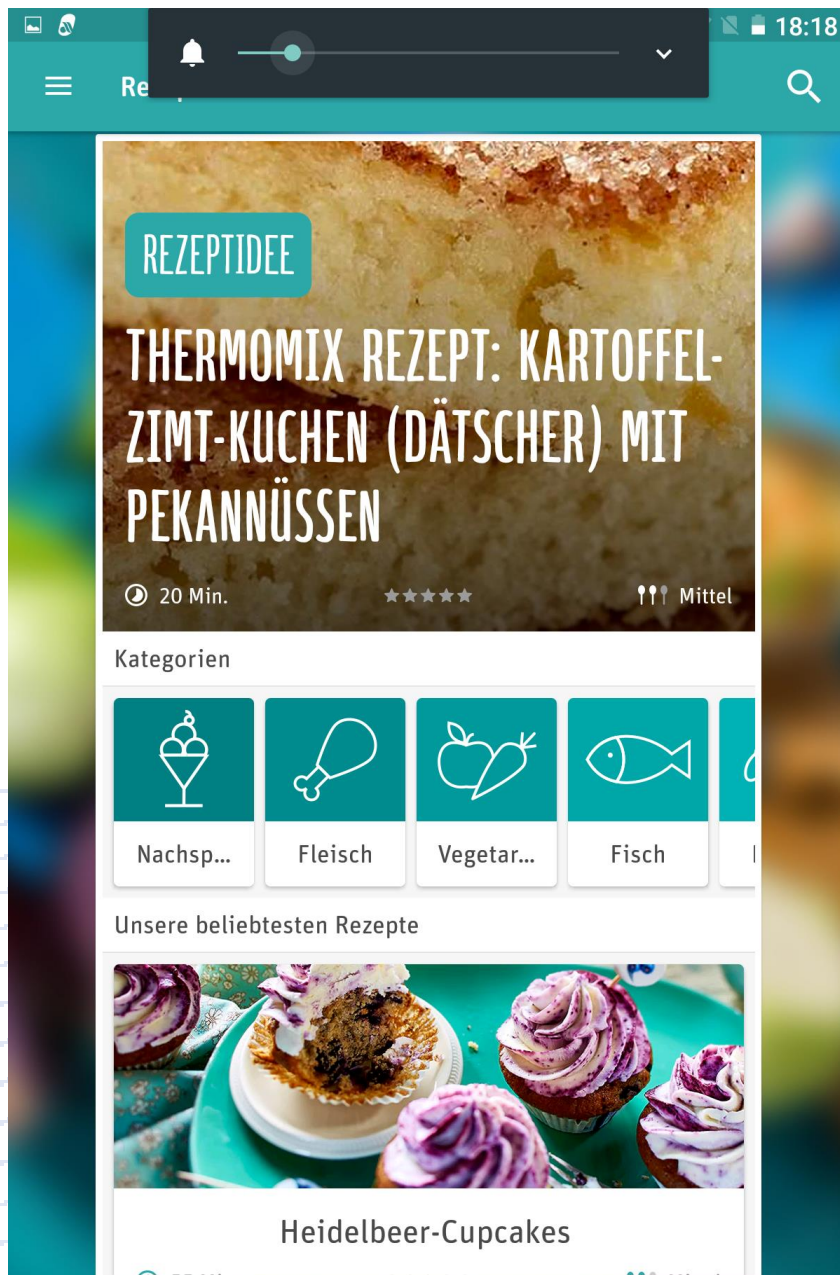 18:18
REZEPTIDEE
THERMOMIX REZEPT: KARTOFFEL-
ZIMT-KUCHEN (DÄTSCHER) MIT
PEKANNÜSSEN
20 Min.
Mittel
Kategorien
Nachsp...
Fleisch
Vegetar...
Fisch
Unsere beliebtesten Rezepte
Heidelbeer-Cupcakes